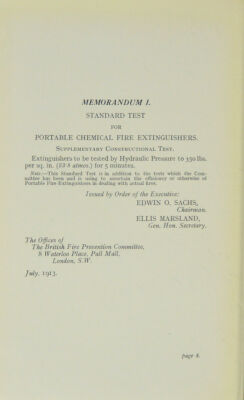 MEMORANDUM I.
STANDARD TEST
FOR
PORTABLE CHEMICAL FIRE EXTINGUISHERS.
SUPPLEMENTARY CONSTRUCTIONAL TEST.
Extinguishers to be tested by Hydraulic Pressure to 350 lbs.
per sq. in. (23·8 atmos.) for 5 minutes.
NOTE.—This Standard Test is in addition to the tests which the Com-
mittee has been and is using to ascertain the efficiency or otherwise of
Portable Fire-Extinguishers in dealing with actual fires.
Issued by Order of the Executive:
EDWIN O. SACHS,
Chairman.
ELLIS MARSLAND,
Gen. Hon. Secretary.
The Offices of
The British Fire Prevention Committee,
8 Waterloo Place, Pall Mall,
London, S.W.
July, 1913.
page 8.